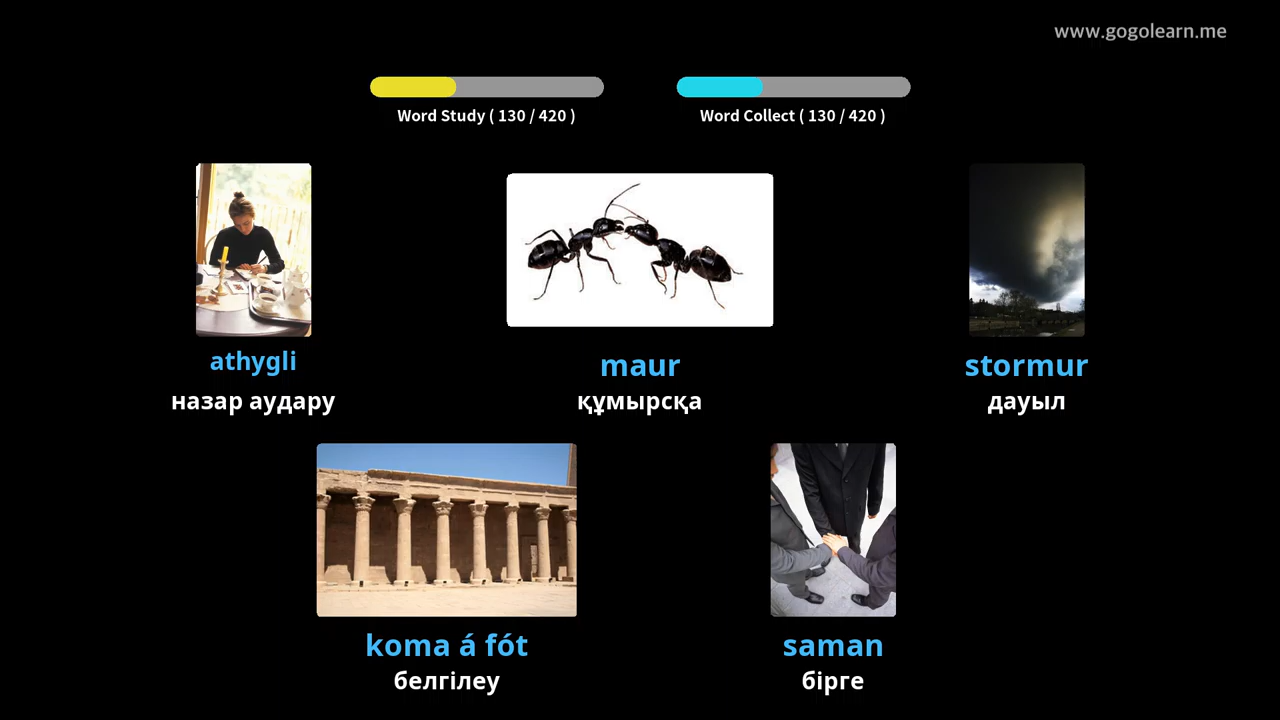 www.gogolearn.me
Word Study ( 130 / 420 )
Word Collect ( 130 / 420 )
athygli
назар аудару
maur
құмырсқа
stormur
дауыл
koma á fót
белгілеу
saman
бірге